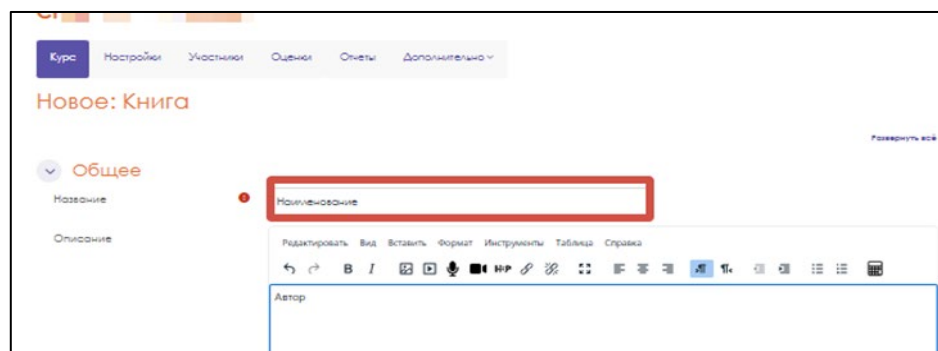 Курс Настройки Участники Оценки Отчеты Дополнительно
Новое: Книга
Развернуть всё
Общее
Название
Наименование
Описание
Редактировать Вид Вставить Формат Инструменты Таблица Справка
B I H-P
Автор